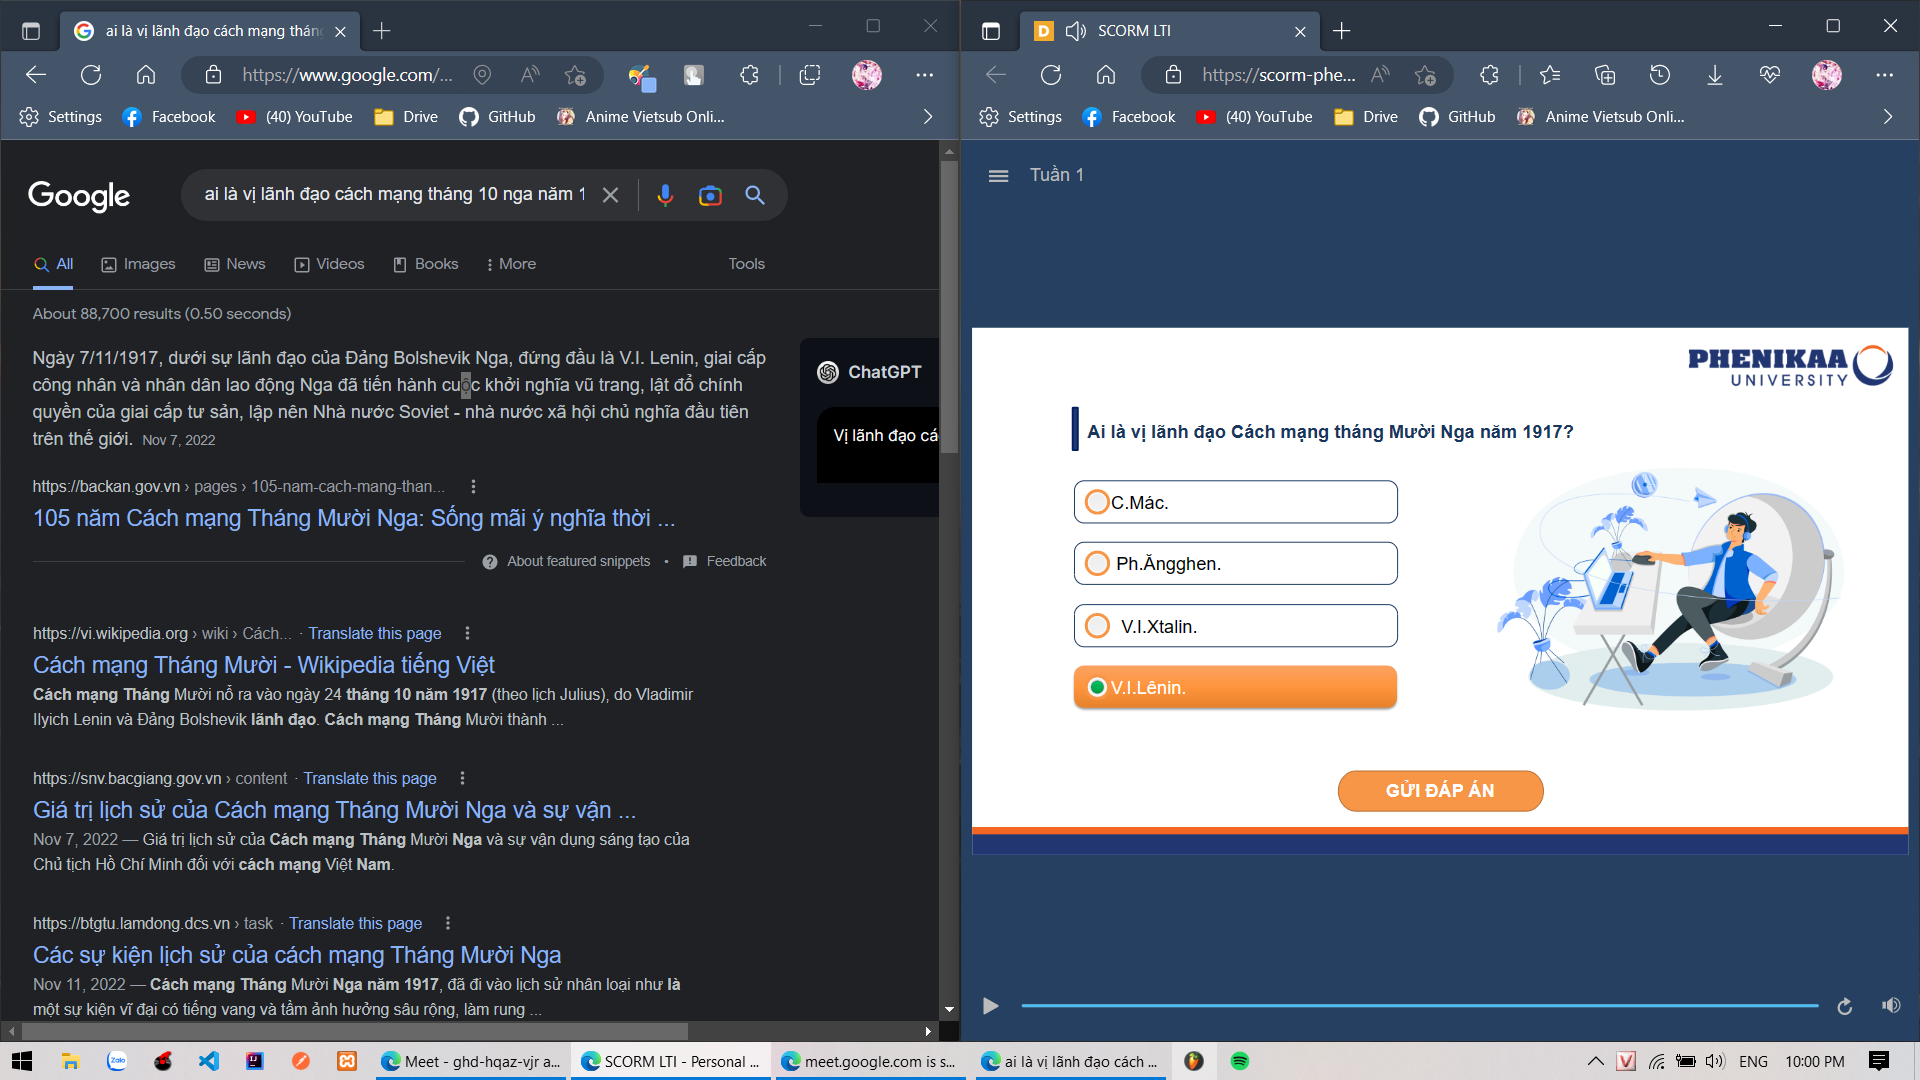 ai là vị lãnh đạo cách mạng thán
https://www.google.com/...
Settings
Facebook
(40) YouTube
Drive
GitHub
Anime Vietsub Onli...
Google
ai là vị lãnh đạo cách mạng tháng 10 nga năm 1
All
Images
News
Videos
Books
More
Tools
About 88,700 results (0.50 seconds)
Ngày 7/11/1917, dưới sự lãnh đạo của Đảng Bolshevik Nga, đứng đầu là V.I. Lenin, giai cấp
công nhân và nhân dân lao động Nga đã tiến hành cuộc khởi nghĩa vũ trang, lật đổ chính
quyền của giai cấp tư sản, lập nên Nhà nước Soviet - nhà nước xã hội chủ nghĩa đầu tiên
trên thế giới. Nov 7, 2022
https://backan.gov.vn › pages › 105-nam-cach-mang-than...
105 năm Cách mạng Tháng Mười Nga: Sống mãi ý nghĩa thời ...
About featured snippets • Feedback
ChatGPT
Vị lãnh đạo cá
https://vi.wikipedia.org › wiki › Cách... · Translate this page
Cách mạng Tháng Mười - Wikipedia tiếng Việt
Cách mạng Tháng Mười nổ ra vào ngày 24 tháng 10 năm 1917 (theo lịch Julius), do Vladimir
Ilyich Lenin và Đảng Bolshevik lãnh đạo. Cách mạng Tháng Mười thành ...
https://snv.bacgiang.gov.vn › content · Translate this page
Giá trị lịch sử của Cách mạng Tháng Mười Nga và sự vận ...
Nov 7, 2022 — Giá trị lịch sử của Cách mạng Tháng Mười Nga và sự vận dụng sáng tạo của
Chủ tịch Hồ Chí Minh đối với cách mạng Việt Nam.
https://btgtu.lamdong.dcs.vn › task · Translate this page
Các sự kiện lịch sử của cách mạng Tháng Mười Nga
Nov 11, 2022 — Cách mạng Tháng Mười Nga năm 1917, đã đi vào lịch sử nhân loại như là
một sự kiện vĩ đại có tiếng vang và tầm ảnh hưởng sâu rộng, làm rung ...
D
SCORM LTI
https://scorm-phe...
Settings
Facebook
(40) YouTube
Drive
GitHub
Anime Vietsub Onli...
Tuần 1
PHENIKAA
UNIVERSITY
Ai là vị lãnh đạo Cách mạng tháng Mười Nga năm 1917?
C.Mác.
Ph.Ăngghen.
V.I.Xtalin.
V.I.Lênin.
GỬI ĐÁP ÁN
Zalo
Meet - ghd-hqaz-vjr a...
SCORM LTI - Personal ...
meet.google.com is s...
ai là vị lãnh đạo cách ...
V
ENG
10:00 PM